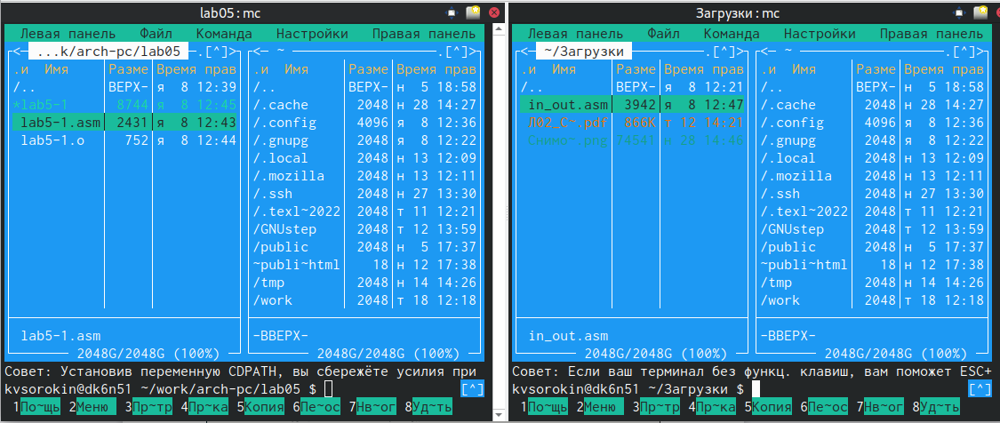 lab05 : mc
Левая панель Файл Команда Настройки Правая панель
<— ...k/arch-pc/lab05 .[^]>
.и Имя Разме Время прав
/.. ВЕРХ- я 8 12:39
*lab5-1 8744 я 8 12:45
lab5-1.asm 2431 я 8 12:43
lab5-1.o 752 я 8 12:44
lab5-1.asm
2048G/2048G (100%)
<— ~ .[^]>
.и Имя Разме Время прав
/.. ВЕРХ- н 5 18:58
/.cache 2048 н 28 14:27
/.config 4096 я 8 12:36
/.gnupg 2048 я 8 12:22
/.local 2048 н 13 12:09
/.mozilla 2048 н 13 12:11
/.ssh 2048 н 27 13:30
/.texl~2022 2048 т 11 12:21
/GNUstep 2048 т 12 13:59
/public 2048 н 5 17:37
~publi~html 18 н 12 17:38
/tmp 2048 н 14 14:26
/work 2048 т 18 12:18
-ВВЕРХ-
2048G/2048G (100%)
Совет: Установив переменную CDPATH, вы сбережёте усилия при
kvsorokin@dk6n51 ~/work/arch-pc/lab05 $ [^]
1По~щь 2Меню 3Пр~тр 4Пр~ка 5Копия 6Пе~ос 7Нв~ог 8Уд~ть
Загрузки : mc
Левая панель Файл Команда Настройки Правая панель
<— ~/Загрузки .[^]>
.и Имя Разме Время прав
/.. ВЕРХ- я 8 12:21
in_out.asm 3942 я 8 12:47
Л02_С~.pdf 866K т 12 14:21
Снимо~.png 74541 н 28 14:46
in_out.asm
2048G/2048G (100%)
<— ~ .[^]>
.и Имя Разме Время прав
/.. ВЕРХ- н 5 18:58
/.cache 2048 н 28 14:27
/.config 4096 я 8 12:36
/.gnupg 2048 я 8 12:22
/.local 2048 н 13 12:09
/.mozilla 2048 н 13 12:11
/.ssh 2048 н 27 13:30
/.texl~2022 2048 т 11 12:21
/GNUstep 2048 т 12 13:59
/public 2048 н 5 17:37
~publi~html 18 н 12 17:38
/tmp 2048 н 14 14:26
/work 2048 т 18 12:18
-ВВЕРХ-
2048G/2048G (100%)
Совет: Если ваш терминал без функц. клавиш, вам поможет ESC+
kvsorokin@dk6n51 ~/Загрузки $ [^]
1По~щь 2Меню 3Пр~тр 4Пр~ка 5Копия 6Пе~ос 7Нв~ог 8Уд~ть